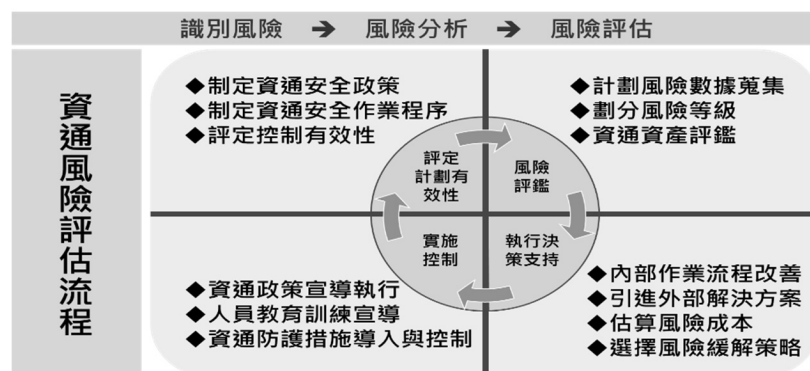 識別風險 → 風險分析 → 風險評估
資通風險評估流程
◆制定資通安全政策
◆制定資通安全作業程序
◆評定控制有效性
◆計劃風險數據蒐集
◆劃分風險等級
◆資通資產評鑑
評定
計劃有
效性
風險
評鑑
實施
控制
執行決
策支持
◆資通政策宣導執行
◆人員教育訓練宣導
◆資通防護措施導入與控制
◆內部作業流程改善
◆引進外部解決方案
◆估算風險成本
◆選擇風險緩解策略